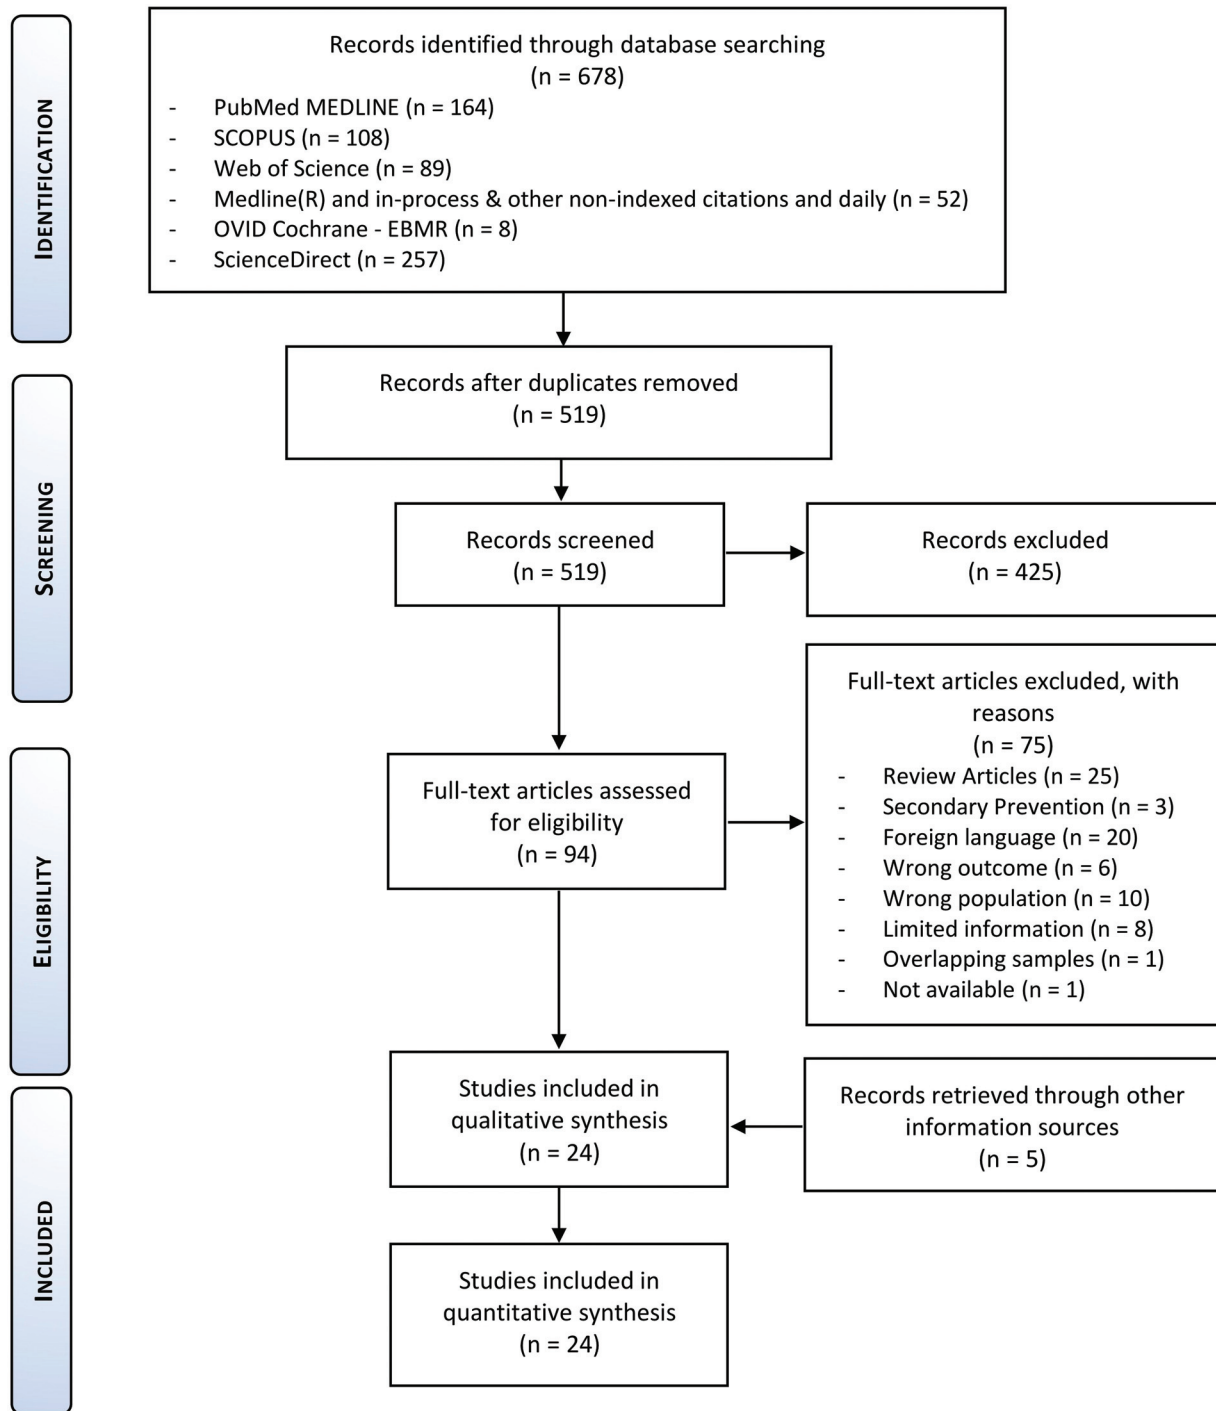 IDENTIFICATION
Records identified through database searching
(n = 678)
- PubMed MEDLINE (n = 164)
- SCOPUS (n = 108)
- Web of Science (n = 89)
- Medline(R) and in-process & other non-indexed citations and daily (n = 52)
- OVID Cochrane - EBMR (n = 8)
- ScienceDirect (n = 257)
Records after duplicates removed
(n = 519)
SCREENING
Records screened
(n = 519)
Records excluded
(n = 425)
ELIGIBILITY
Full-text articles assessed
for eligibility
(n = 94)
Full-text articles excluded, with
reasons
(n = 75)
- Review Articles (n = 25)
- Secondary Prevention (n = 3)
- Foreign language (n = 20)
- Wrong outcome (n = 6)
- Wrong population (n = 10)
- Limited information (n = 8)
- Overlapping samples (n = 1)
- Not available (n = 1)
INCLUDED
Studies included in
qualitative synthesis
(n = 24)
Records retrieved through other
information sources
(n = 5)
Studies included in
quantitative synthesis
(n = 24)